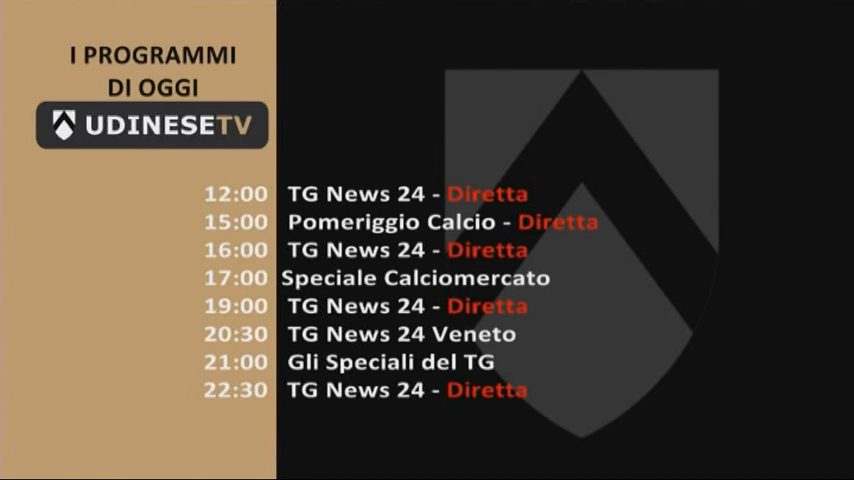 I PROGRAMMI
DI OGGI
UDINESETV
12:00 TG News 24 - Diretta
15:00 Pomeriggio Calcio - Diretta
16:00 TG News 24 - Diretta
17:00 Speciale Calciomercato
19:00 TG News 24 - Diretta
20:30 TG News 24 Veneto
21:00 Gli Speciali del TG
22:30 TG News 24 - Diretta